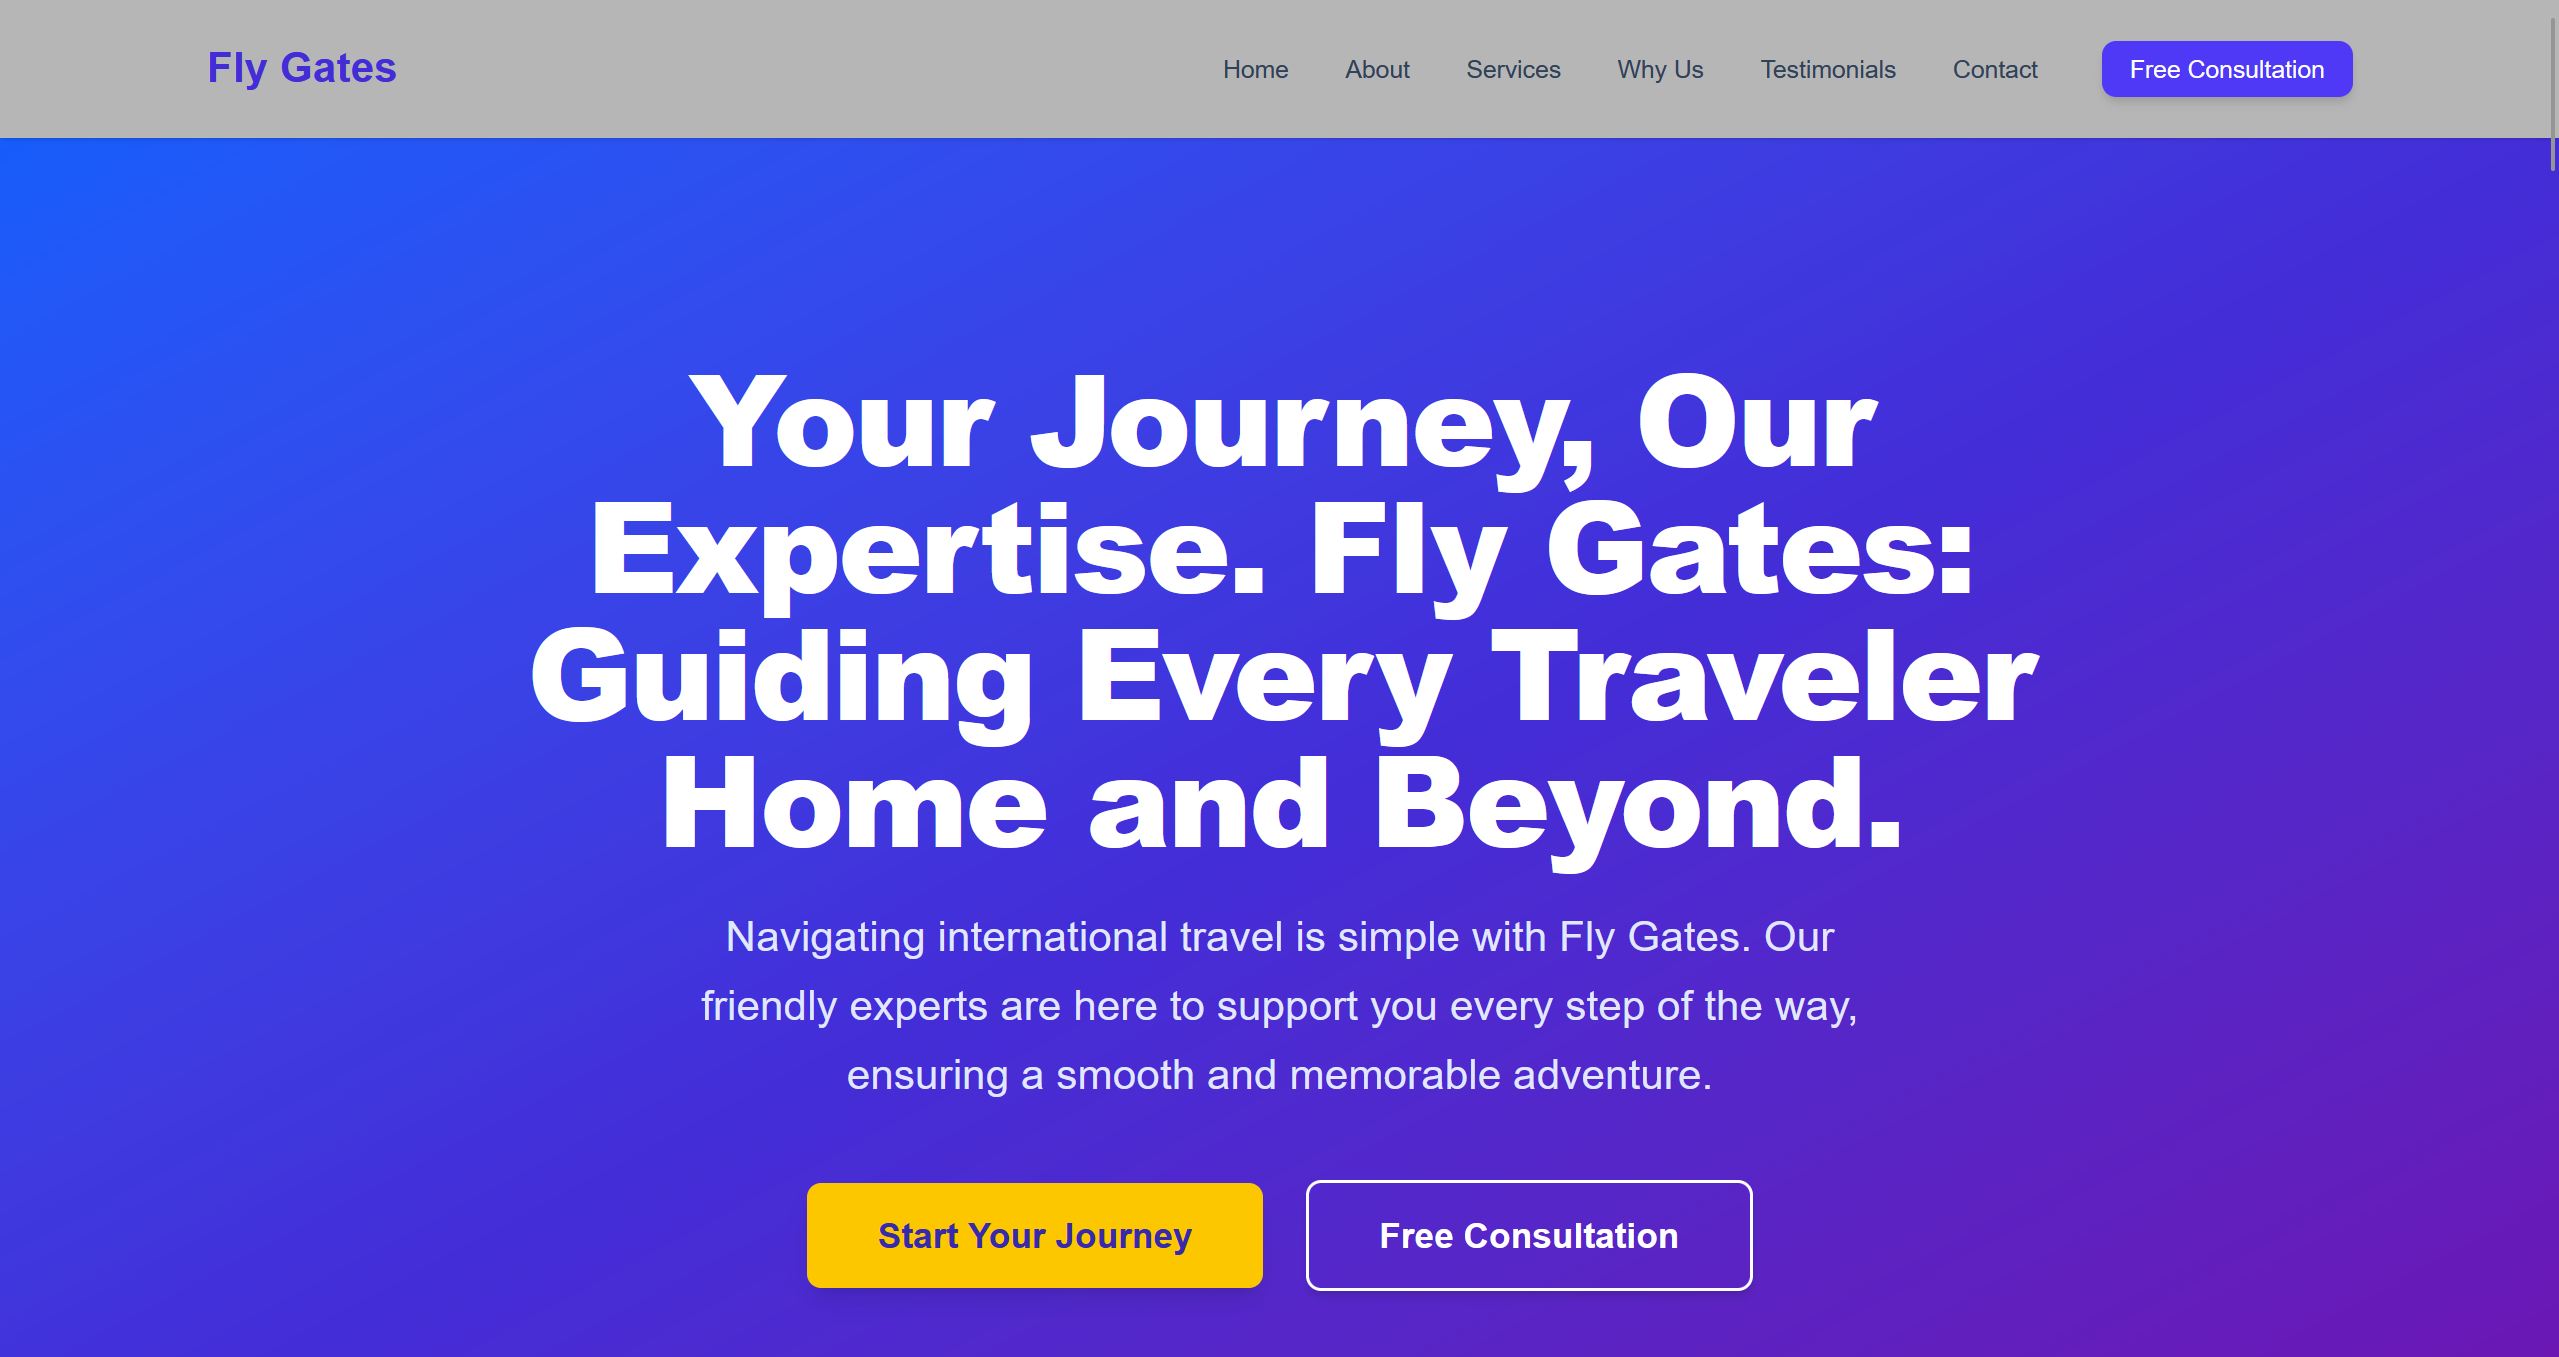 Fly Gates
Home About Services Why Us Testimonials Contact Free Consultation
Your Journey, Our
Expertise. Fly Gates:
Guiding Every Traveler
Home and Beyond.
Navigating international travel is simple with Fly Gates. Our
friendly experts are here to support you every step of the way,
ensuring a smooth and memorable adventure.
Start Your Journey
Free Consultation